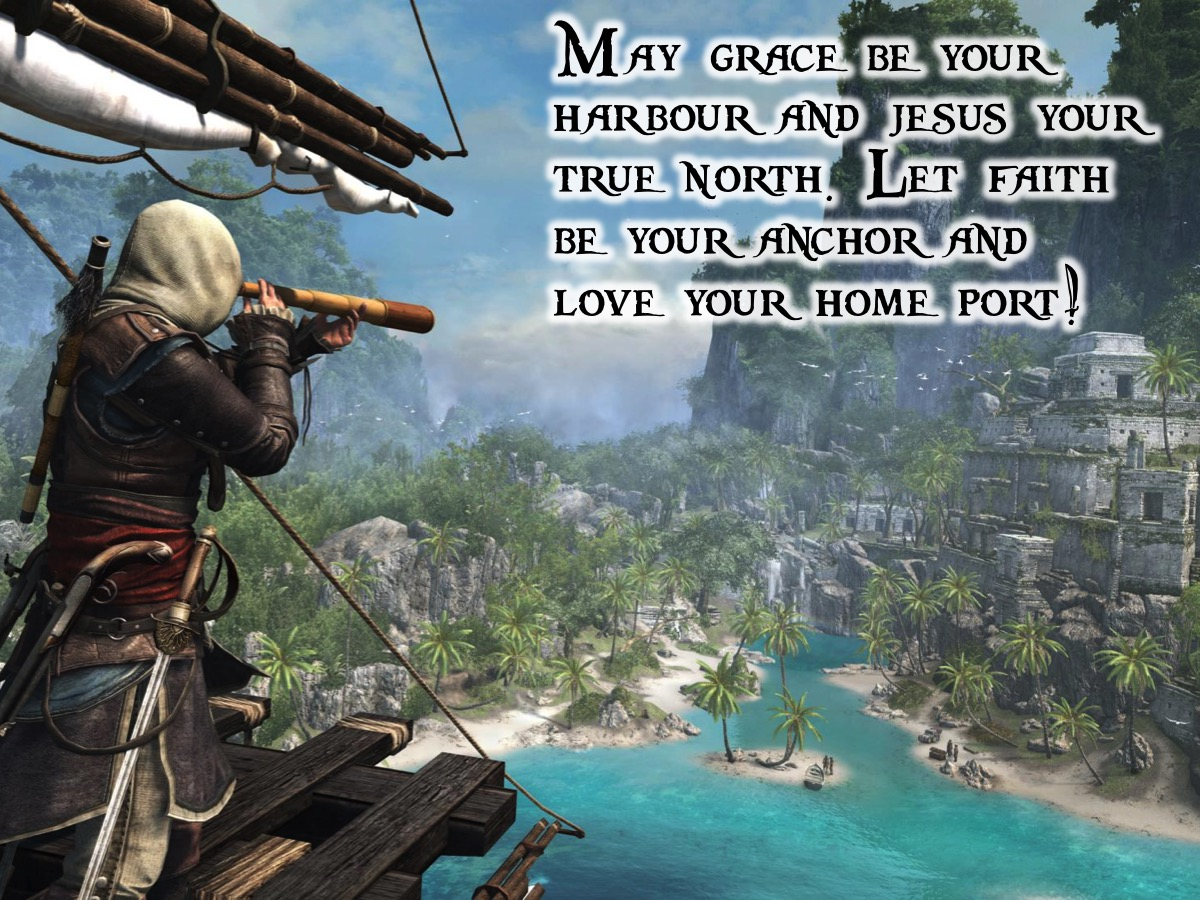 May grace be your
harbour and Jesus your
true north. Let faith
be your anchor and
love your home port!